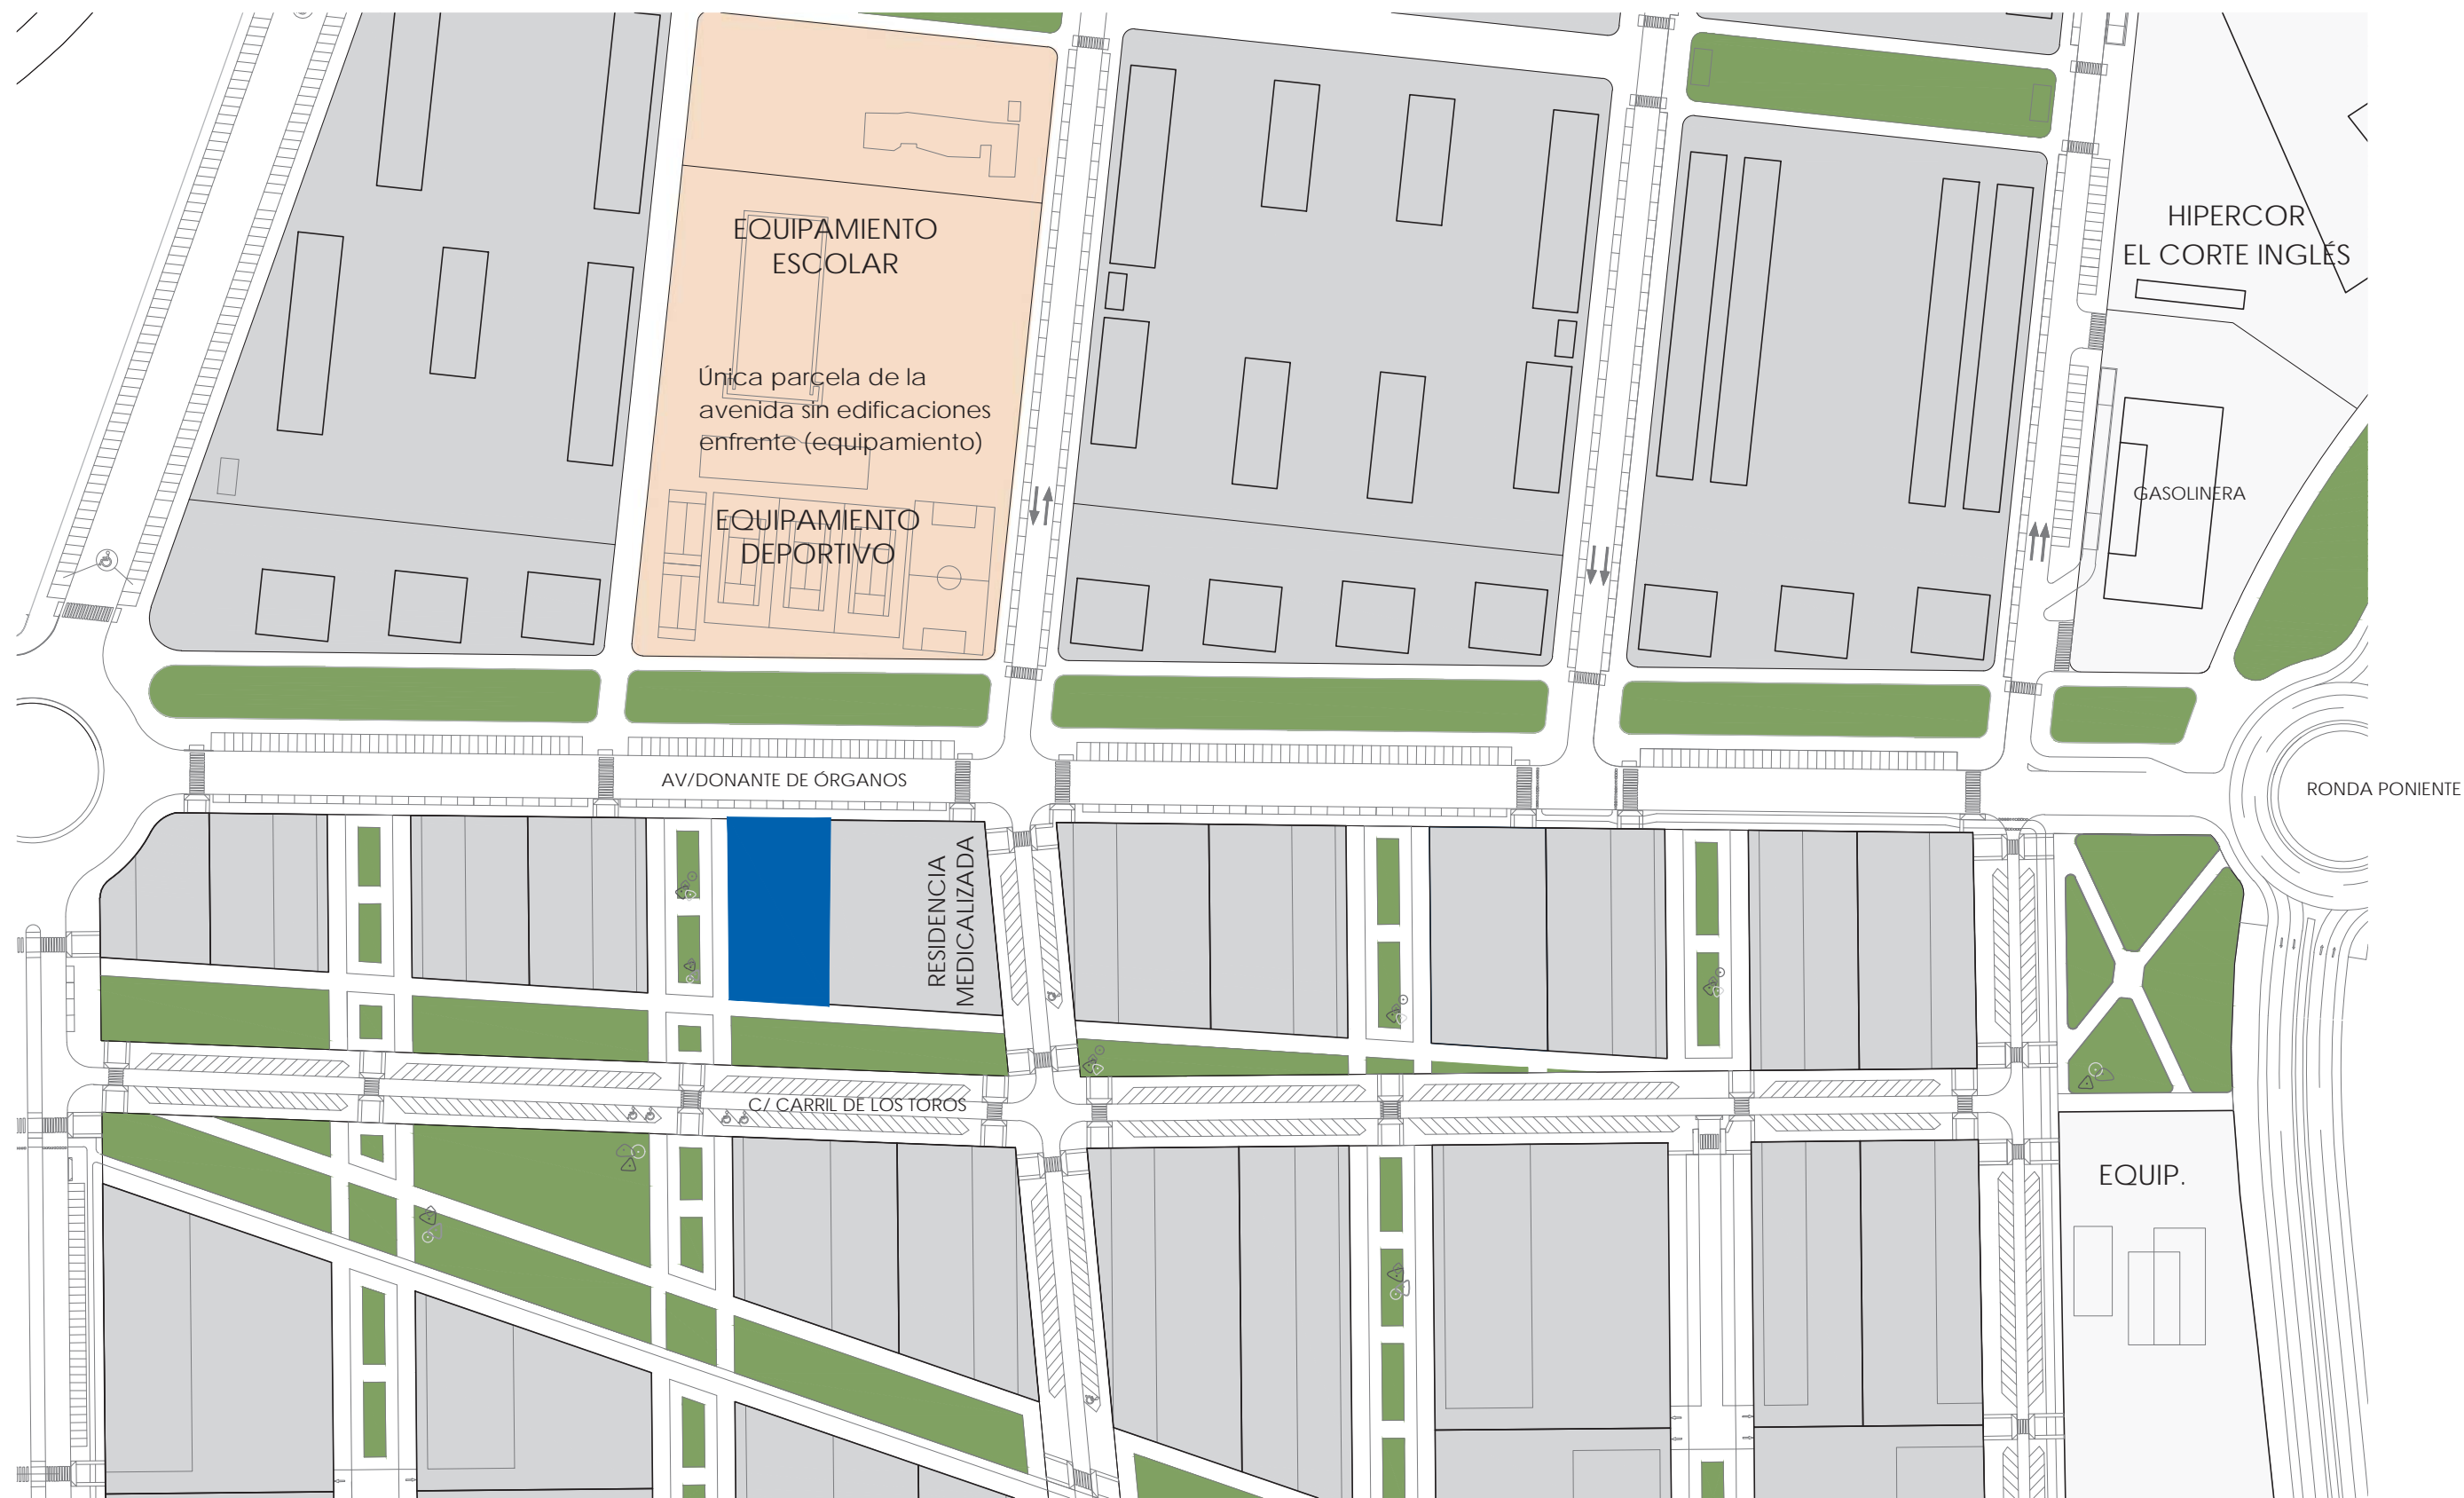 EQUIPAMIENTO
ESCOLAR
HIPERCOR
EL CORTE INGLÉS
Única parcela de la
avenida sin edificaciones
enfrente (equipamiento)
EQUIPAMIENTO
DEPORTIVO
GASOLINERA
AV/DONANTE DE ÓRGANOS
RONDA PONIENTE
RESIDENCIA
MEDICALIZADA
C/ CARRIL DE LOS TOROS
EQUIP.